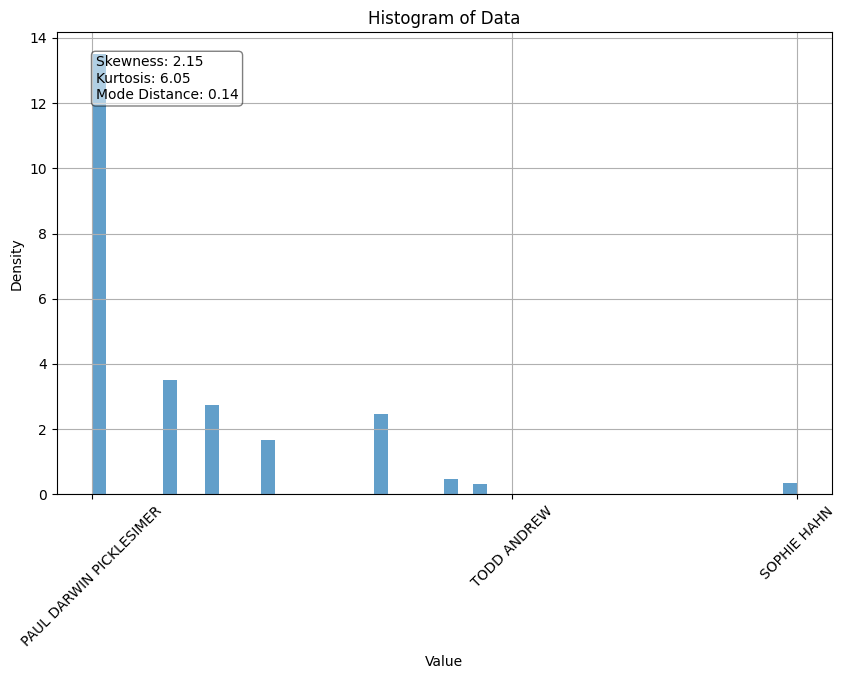 Histogram of Data
14
12
10
8
6
4
2
0
Density
Skewness: 2.15
Kurtosis: 6.05
Mode Distance: 0.14
PAUL DARWIN PICKLESIMER
TODD ANDREW
SOPHIE HAHN
Value